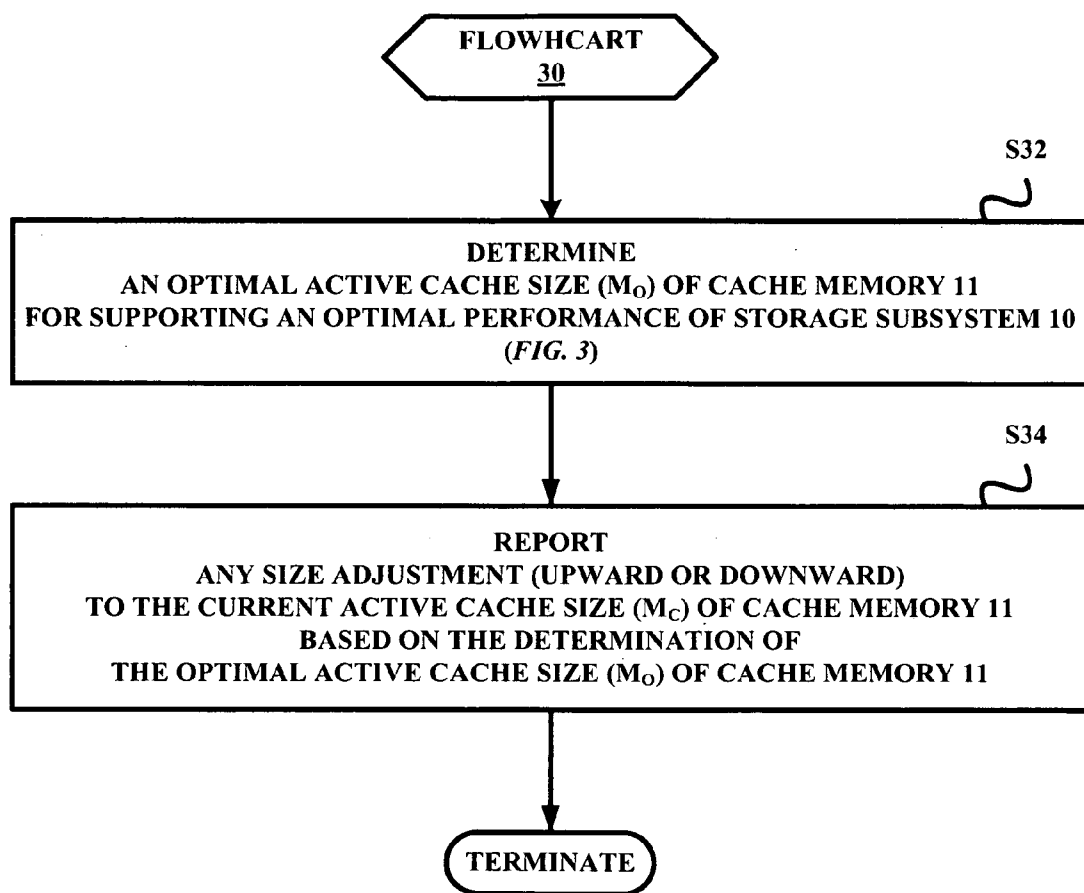 FLOWHCART
30
S32
DETERMINE
AN OPTIMAL ACTIVE CACHE SIZE (MO) OF CACHE MEMORY 11
FOR SUPPORTING AN OPTIMAL PERFORMANCE OF STORAGE SUBSYSTEM 10
(FIG. 3)
S34
REPORT
ANY SIZE ADJUSTMENT (UPWARD OR DOWNWARD)
TO THE CURRENT ACTIVE CACHE SIZE (MC) OF CACHE MEMORY 11
BASED ON THE DETERMINATION OF
THE OPTIMAL ACTIVE CACHE SIZE (MO) OF CACHE MEMORY 11
TERMINATE